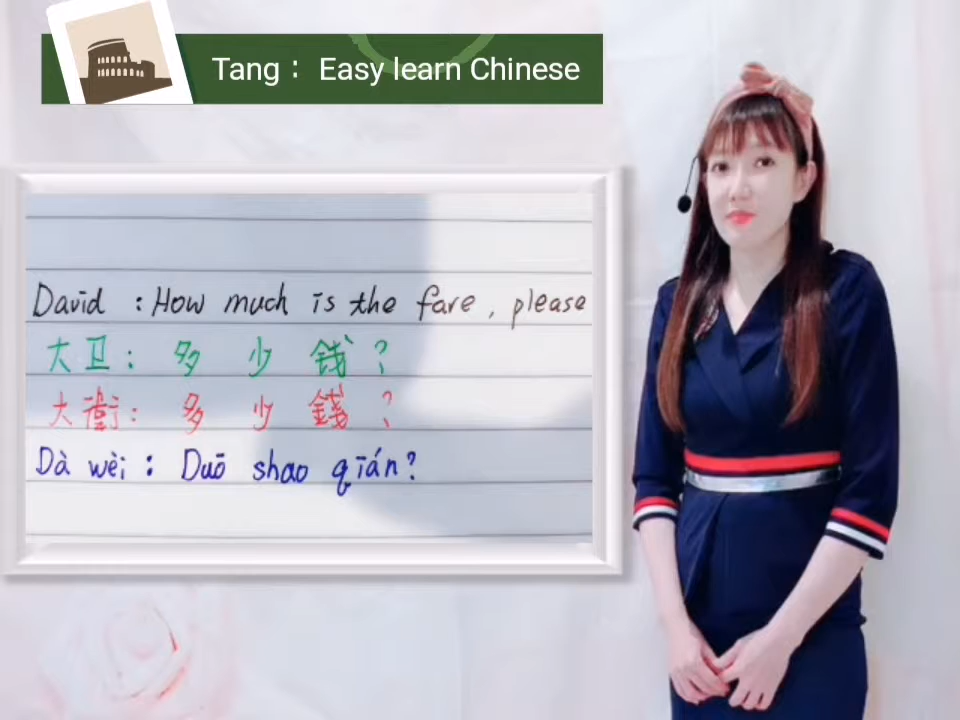 Tang： Easy learn Chinese
David : How much is the fare, please
大卫: 多 少 錢?
大衛: 多 少 錢?
Dà wèi : Duō shao qián?